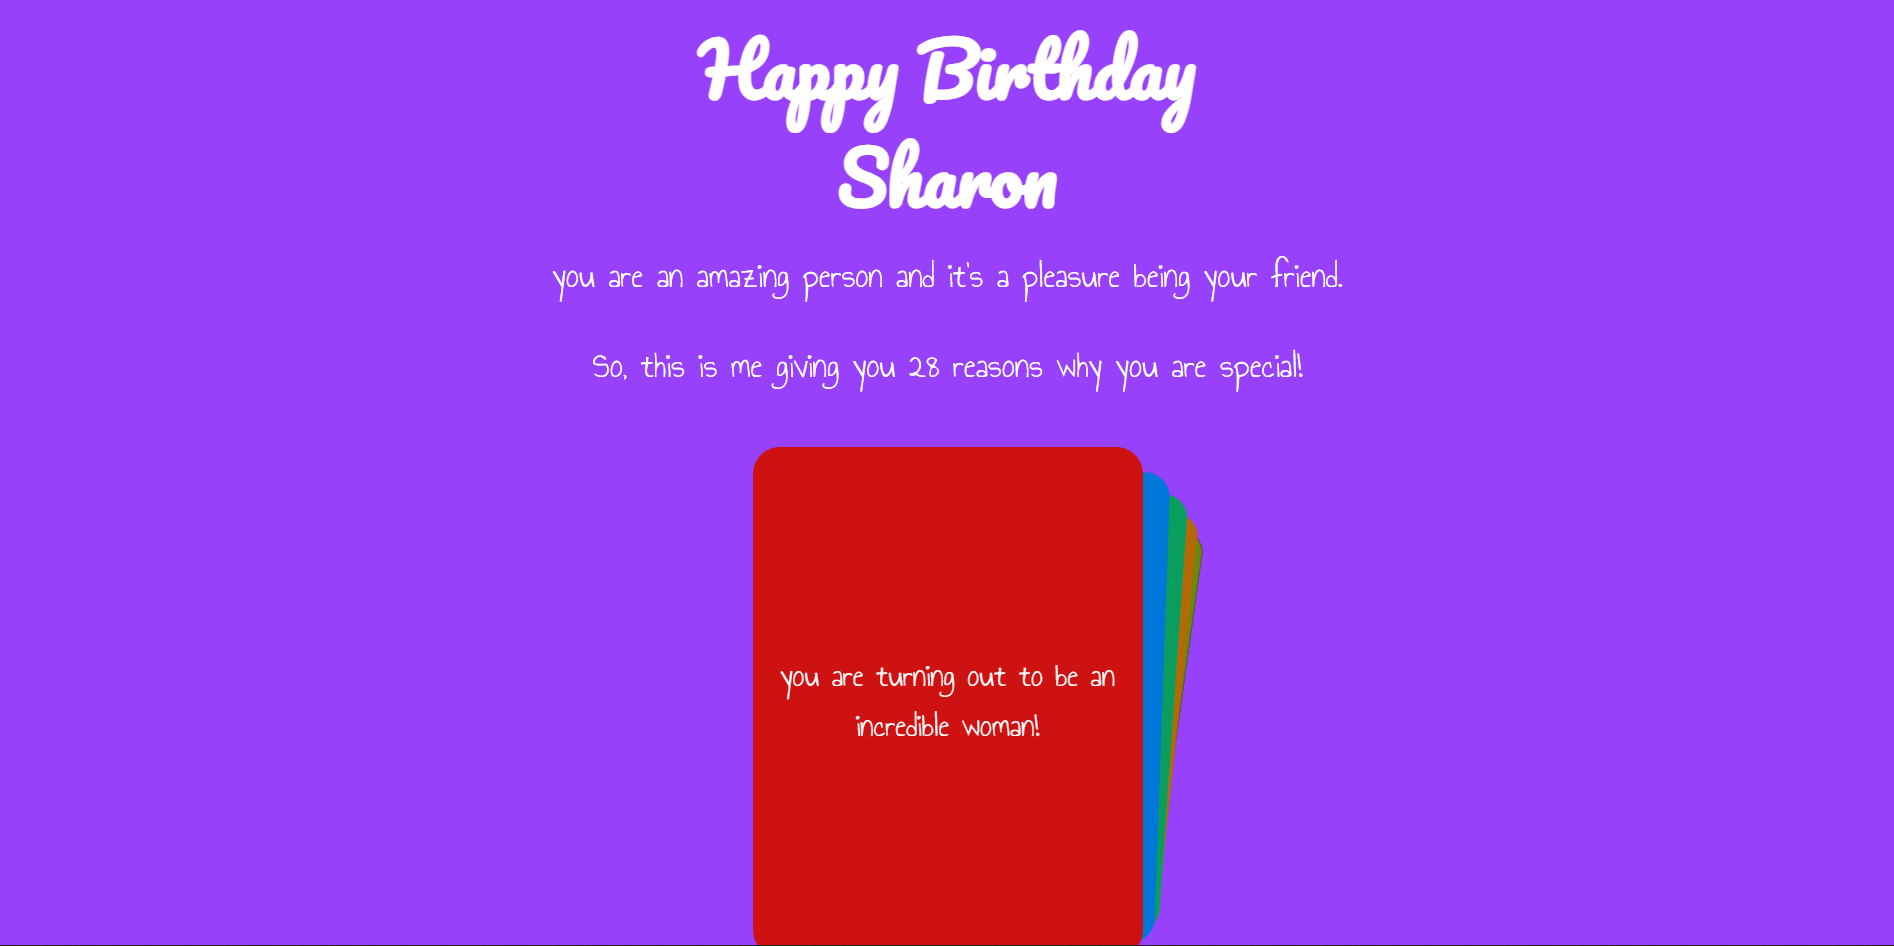 Happy Birthday
Sharon
you are an amazing person and it's a pleasure being your friend.
So, this is me giving you 28 reasons why you are special!
you are turning out to be an
incredible woman!